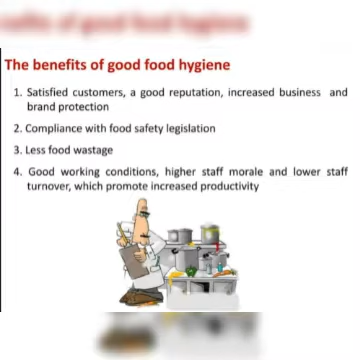 The benefits of good food hygiene
1. Satisfied customers, a good reputation, increased business and
brand protection
2. Compliance with food safety legislation
3. Less food wastage
4. Good working conditions, higher staff morale and lower staff
turnover, which promote increased productivity